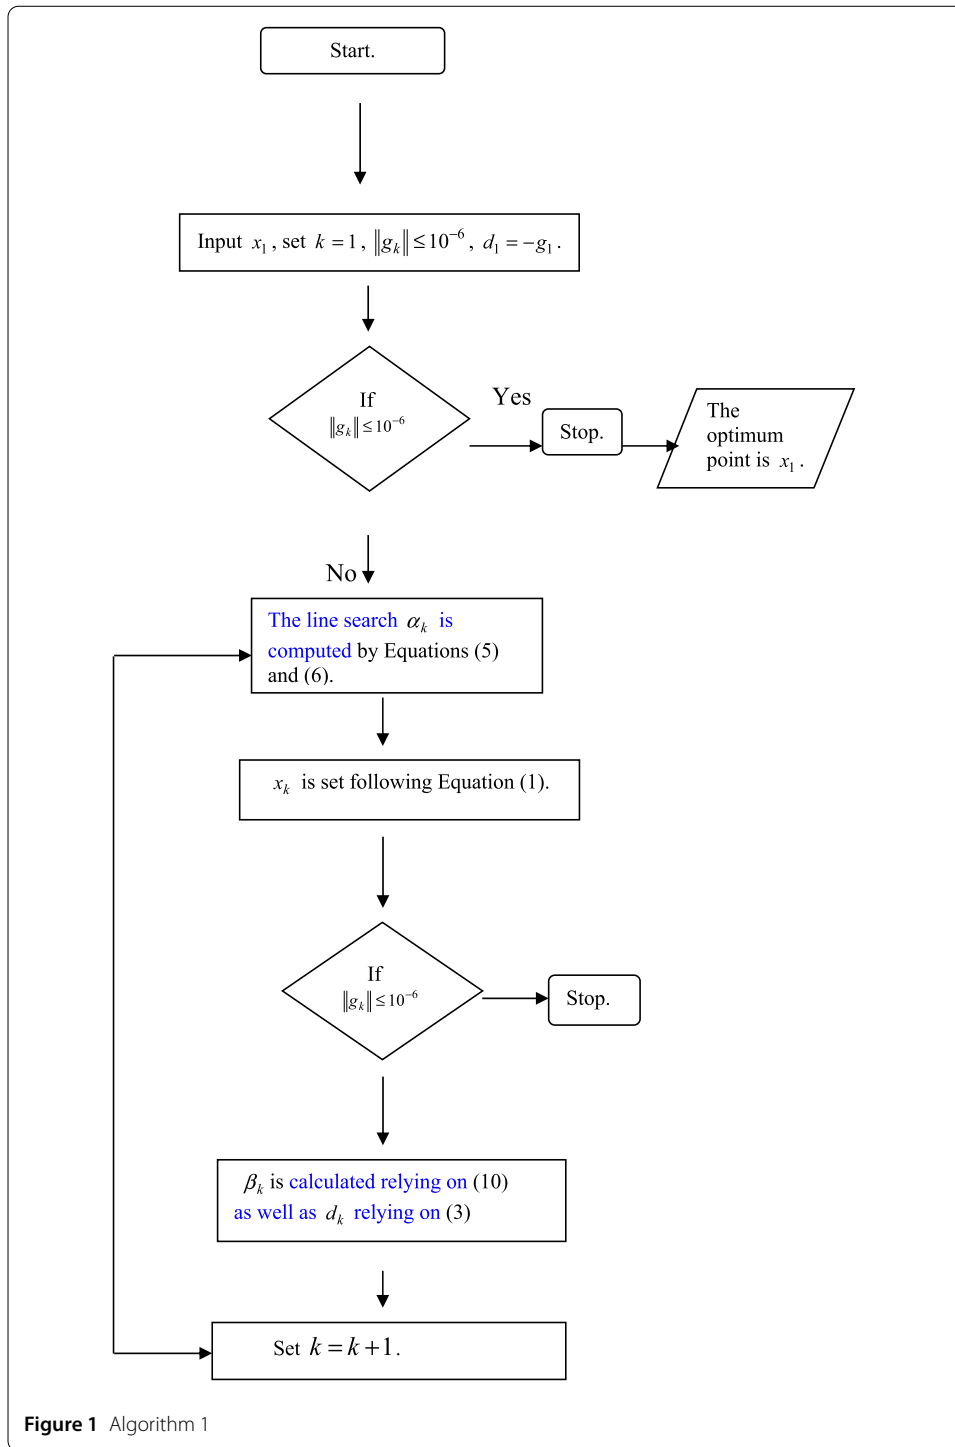 Start.
Input x₁, set k = 1, ‖gₖ‖ ≤ 10⁻⁶, d₁ = −g₁.
If
‖gₖ‖ ≤ 10⁻⁶
Yes
Stop.
The
optimum
point is x₁.
No
The line search αₖ is
computed by Equations (5)
and (6).
xₖ is set following Equation (1).
If
‖gₖ‖ ≤ 10⁻⁶
Stop.
βₖ is calculated relying on (10)
as well as dₖ relying on (3)
Set k = k + 1.
Figure 1 Algorithm 1